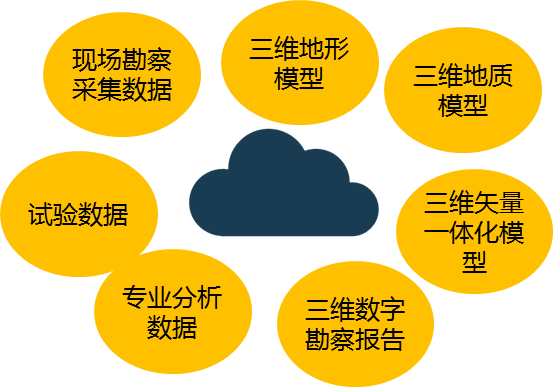 现场勘察
采集数据
三维地形
模型
三维地质
模型
试验数据
三维矢量
一体化模
型
专业分析
数据
三维数字
勘察报告